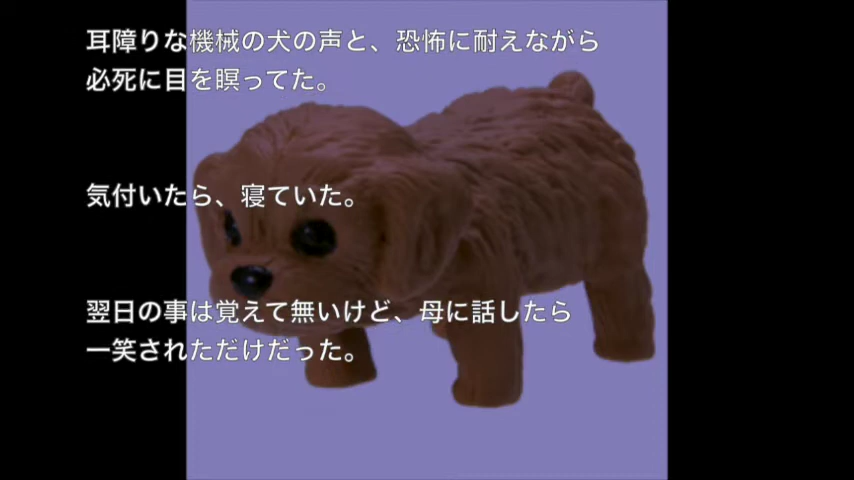 耳障りな機械の犬の声と、恐怖に耐えながら
必死に目を瞑ってた。
気付いたら、寝ていた。
翌日の事は覚えて無いけど、母に話したら
一笑されただけだった。